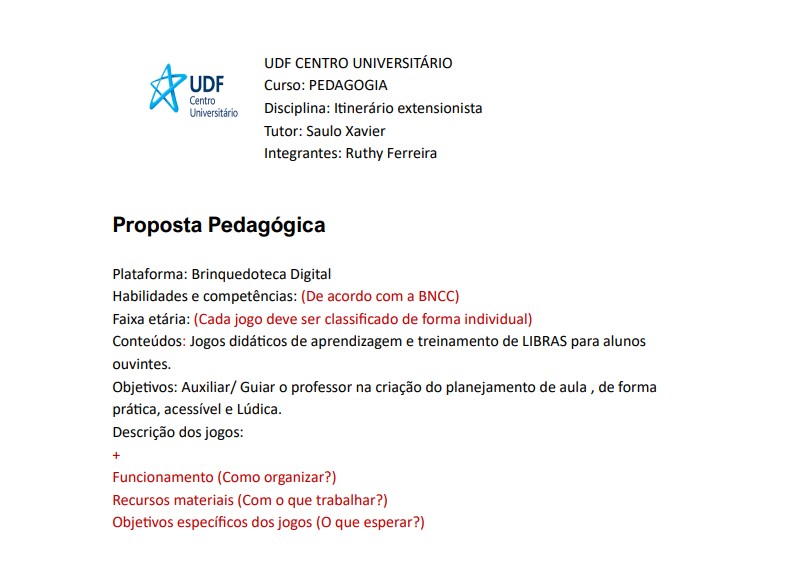 UDF
Centro
Universitário
UDF CENTRO UNIVERSITÁRIO
Curso: PEDAGOGIA
Disciplina: Itinerário extensionista
Tutor: Saulo Xavier
Integrantes: Ruthy Ferreira
Proposta Pedagógica
Plataforma: Brinquedoteca Digital
Habilidades e competências: (De acordo com a BNCC)
Faixa etária: (Cada jogo deve ser classificado de forma individual)
Conteúdos: Jogos didáticos de aprendizagem e treinamento de LIBRAS para alunos
ouvintes.
Objetivos: Auxiliar/ Guiar o professor na criação do planejamento de aula , de forma
prática, acessível e Lúdica.
Descrição dos jogos:
+
Funcionamento (Como organizar?)
Recursos materiais (Com o que trabalhar?)
Objetivos específicos dos jogos (O que esperar?)